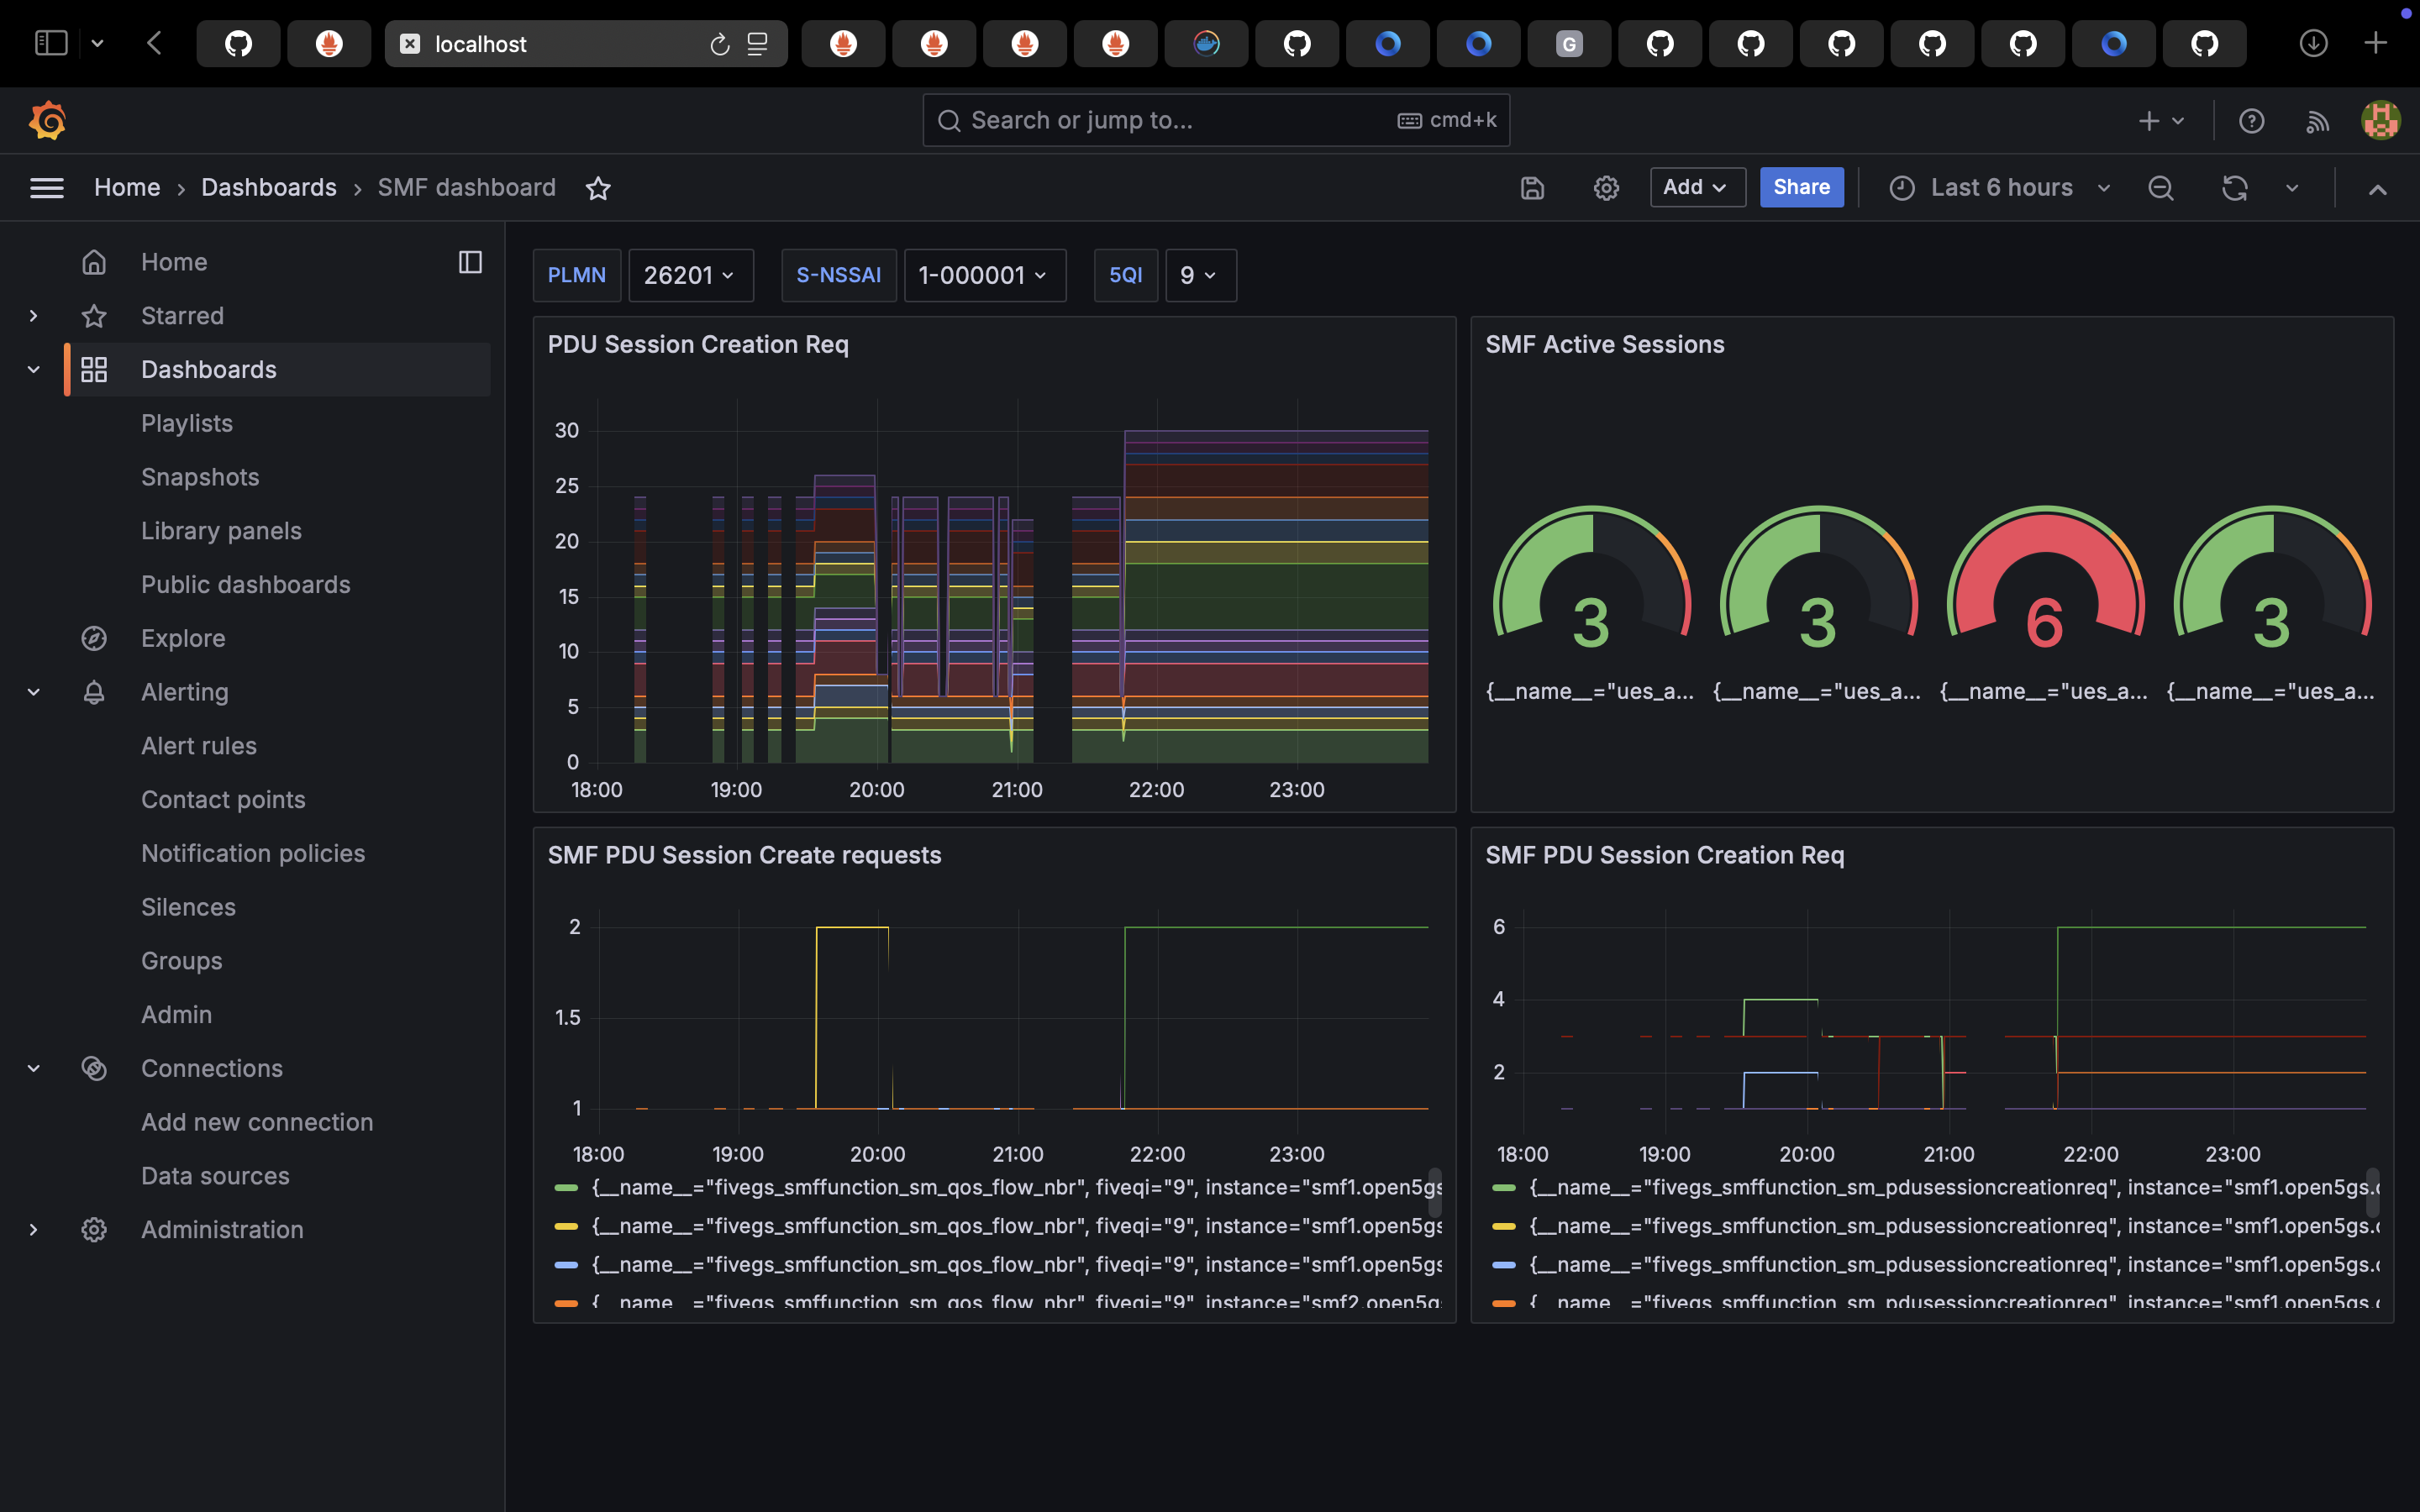 localhost
G
Search or jump to... cmd+k
Home › Dashboards › SMF dashboard Add Share Last 6 hours
Home
Starred
Dashboards
Playlists
Snapshots
Library panels
Public dashboards
Explore
Alerting
Alert rules
Contact points
Notification policies
Silences
Groups
Admin
Connections
Add new connection
Data sources
Administration
PLMN 26201 S-NSSAI 1-000001 5QI 9
PDU Session Creation Req
30
25
20
15
10
5
0
18:00 19:00 20:00 21:00 22:00 23:00
SMF Active Sessions
3 3 6 3
{__name__="ues_a... {__name__="ues_a... {__name__="ues_a... {__name__="ues_a...
SMF PDU Session Create requests
2
1.5
1
18:00 19:00 20:00 21:00 22:00 23:00
{__name__="fivegs_smffunction_sm_qos_flow_nbr", fiveqi="9", instance="smf1.open5gs
{__name__="fivegs_smffunction_sm_qos_flow_nbr", fiveqi="9", instance="smf1.open5gs
{__name__="fivegs_smffunction_sm_qos_flow_nbr", fiveqi="9", instance="smf1.open5gs
{__name__="fivegs_smffunction_sm_qos_flow_nbr", fiveqi="9", instance="smf2.open5g
SMF PDU Session Creation Req
6
4
2
18:00 19:00 20:00 21:00 22:00 23:00
{__name__="fivegs_smffunction_sm_pdusessioncreationreq", instance="smf1.open5gs.
{__name__="fivegs_smffunction_sm_pdusessioncreationreq", instance="smf1.open5gs.
{__name__="fivegs_smffunction_sm_pdusessioncreationreq", instance="smf1.open5gs.
{__name__="fivegs_smffunction_sm_pdusessioncreationreq", instance="smf1.open5gs.